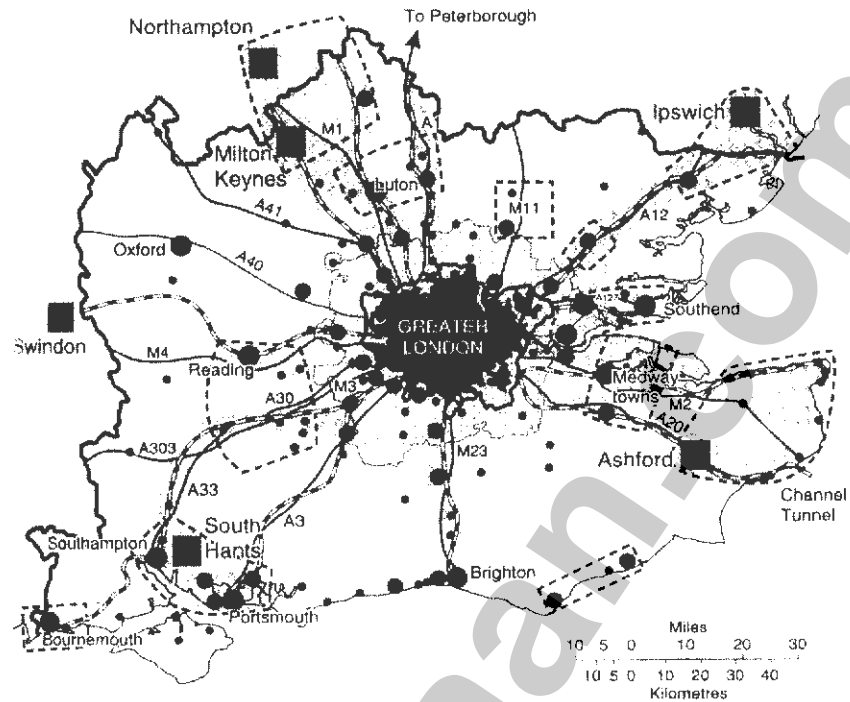 To Peterborough
Northampton
Ipswich
M1
A
Milton
Keynes
Luton
M11
A12
A41
Oxford
A40
A127
Southend
Swindon
GREATER
LONDON
M4
Reading
M3
A30
Medway
towns
M2
A20
A303
M23
Ashford
A33
A3
Channel
Tunnel
Southampton
South
Hants
Brighton
Portsmouth
Bournemouth
Miles
10 5 0 10 20 30
10 5 0 10 20 30 40
Kilometres
man.com